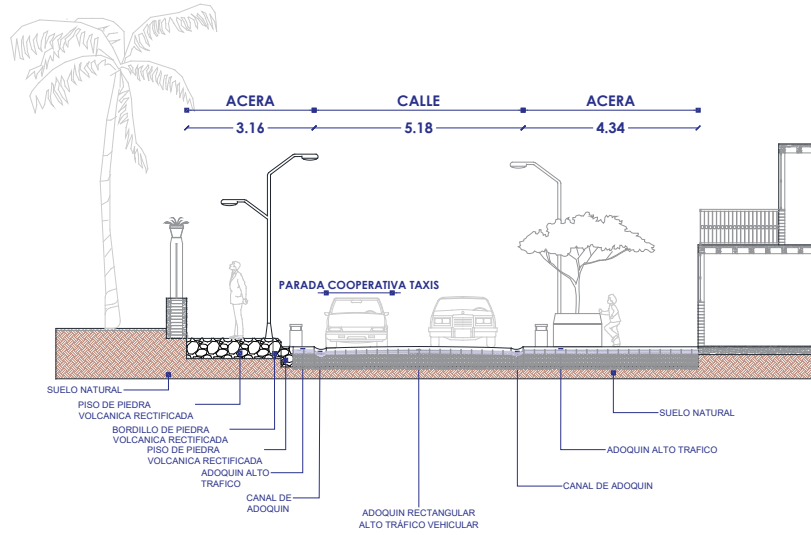 ACERA CALLE ACERA
3.16 5.18 4.34
PARADA COOPERATIVA TAXIS
SUELO NATURAL
PISO DE PIEDRA
VOLCANICA RECTIFICADA
BORDILLO DE PIEDRA
VOLCANICA RECTIFICADA
PISO DE PIEDRA
VOLCANICA RECTIFICADA
ADOQUIN ALTO
TRAFICO
CANAL DE
ADOQUIN
ADOQUIN RECTANGULAR
ALTO TRÁFICO VEHICULAR
CANAL DE ADOQUIN
ADOQUIN ALTO TRAFICO
SUELO NATURAL